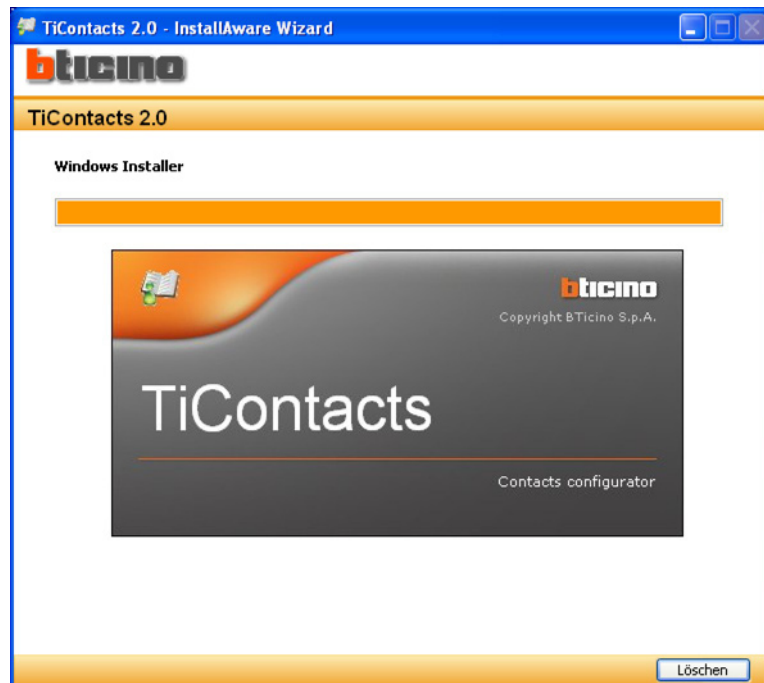 TiContacts 2.0 - InstallAware Wizard
bticino
TiContacts 2.0
Windows Installer
bticino
Copyright BTicino S.p.A.
TiContacts
Contacts configurator
Löschen